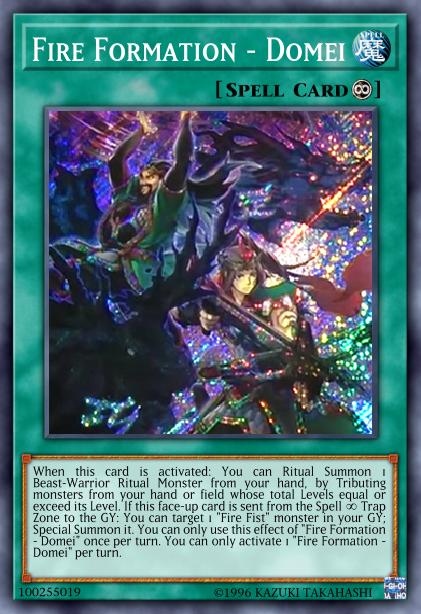 FIRE FORMATION - DOMEI
SPELL
魔
[SPELL CARD∞]
When this card is activated: You can Ritual Summon 1
Beast-Warrior Ritual Monster from your hand, by Tributing
monsters from your hand or field whose total Levels equal or
exceed its Level. If this face-up card is sent from the Spell ∞ Trap
Zone to the GY: You can target 1 "Fire Fist" monster in your GY;
Special Summon it. You can only use this effect of "Fire Formation
- Domei" once per turn. You can only activate 1 "Fire Formation -
Domei" per turn.
100255019
©1996 KAZUKI TAKAHASHI